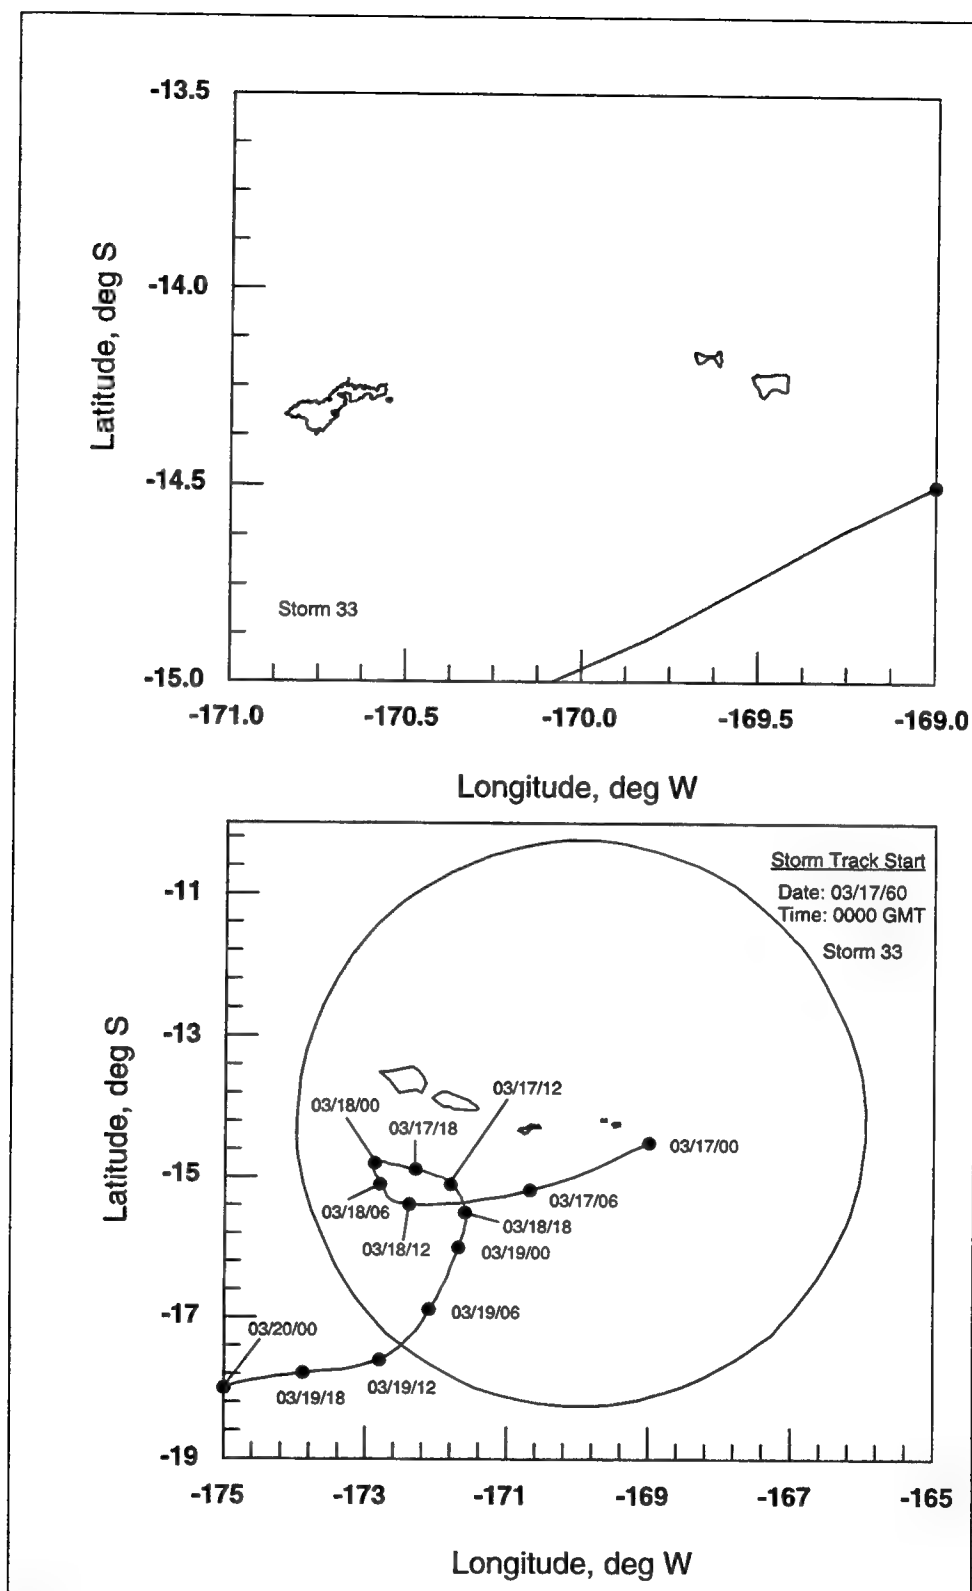 -13.5
-14.0
-14.5
-15.0
Latitude, deg S
Storm 33
-171.0 -170.5 -170.0 -169.5 -169.0
Longitude, deg W
Storm Track Start
Date: 03/17/60
Time: 0000 GMT
Storm 33
-11
-13
-15
-17
-19
Latitude, deg S
03/17/12
03/18/00
03/17/18
03/17/00
03/17/06
03/18/06
03/18/18
03/18/12
03/19/00
03/19/06
03/20/00
03/19/12
03/19/18
-175 -173 -171 -169 -167 -165
Longitude, deg W